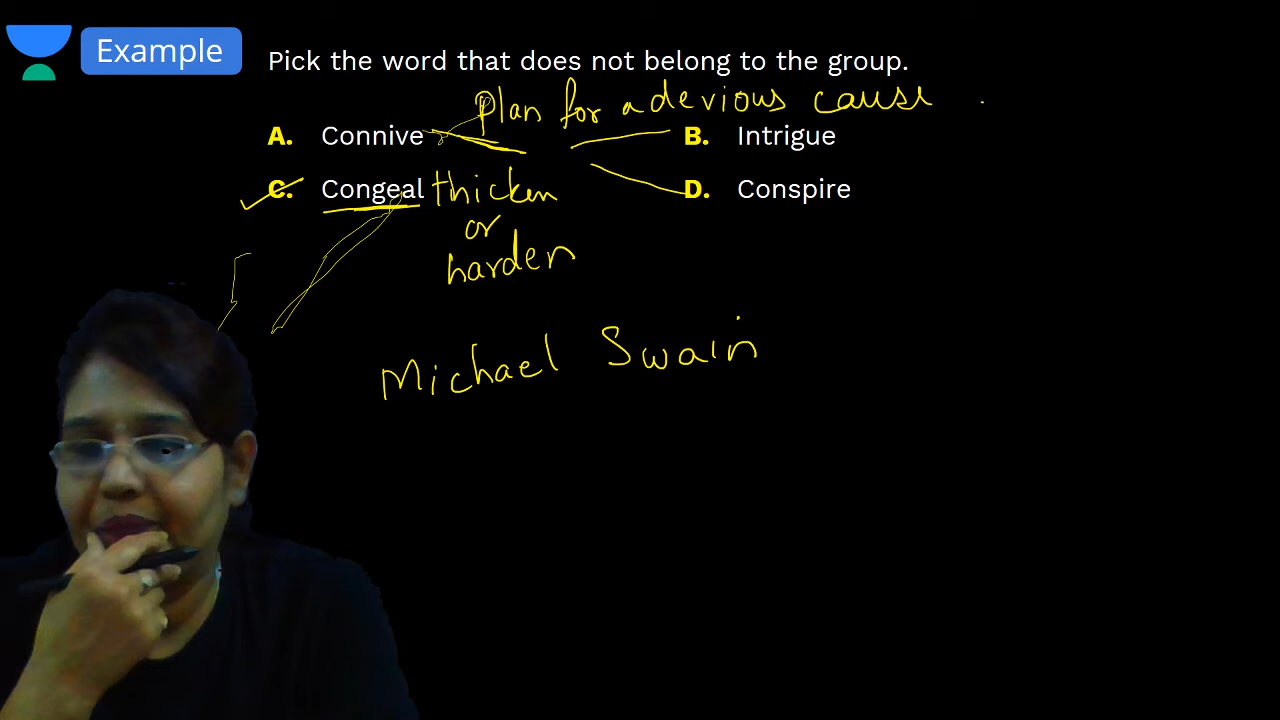 Example
Pick the word that does not belong to the group.
Plan for a devious cause
A. Connive
B. Intrigue
C. Congeal
D. Conspire
thicken
or
harden
Michael Swain